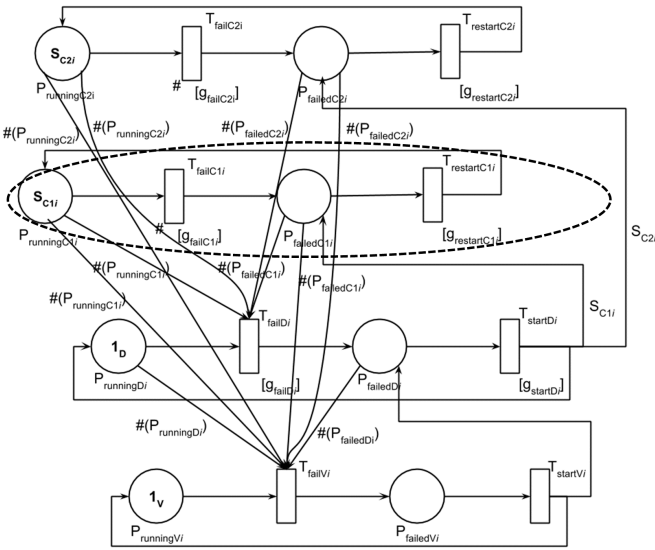 T_failC2i
T_restartC2i
S_C2i
#
[g_failC2i]
[g_restartC2i]
P_runningC2i
P_failedC2i
#(P_runningC2i)
#(P_runningC2i)
#(P_failedC2i)
#(P_failedC2i)
T_failC1i
T_restartC1i
S_C1i
#
[g_failC1i]
[g_restartC1i]
P_runningC1i
P_failedC1i
S_C2i
#(P_runningC1i)
#(P_failedC1i)
#(P_failedC1i)
#(P_runningC1i)
S_C1i
T_failDi
T_startDi
1_D
P_runningDi
[g_failDi]
P_failedDi
[g_startDi]
#(P_runningDi)
#(P_failedDi)
T_failVi
T_startVi
1_V
P_runningVi
P_failedVi